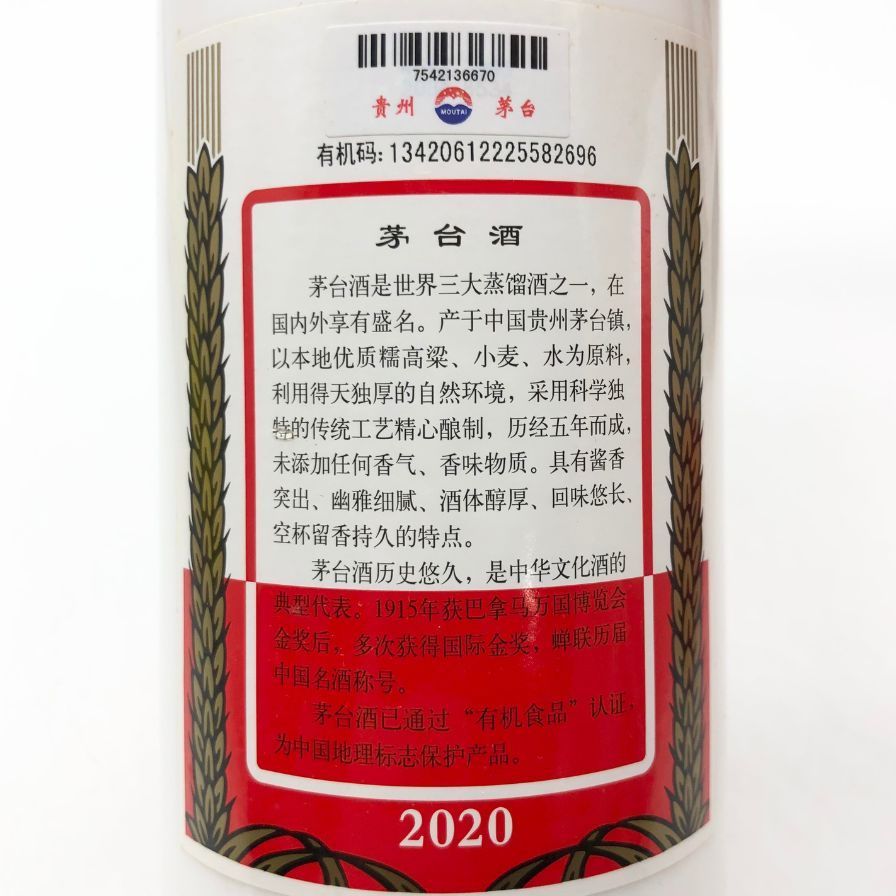 7542136670
贵州 MOUTAI 茅台
有机码:13420612225582696
茅台酒
茅台酒是世界三大蒸馏酒之一，在
国内外享有盛名。产于中国贵州茅台镇，
以本地优质糯高粱、小麦、水为原料，
利用得天独厚的自然环境，采用科学独
特的传统工艺精心酿制，历经五年而成，
未添加任何香气、香味物质。具有酱香
突出、幽雅细腻、酒体醇厚、回味悠长、
空杯留香持久的特点。
茅台酒历史悠久，是中华文化酒的
典型代表。1915年获巴拿马万国博览会
金奖后，多次获得国际金奖，蝉联历届
中国名酒称号。
茅台酒已通过“有机食品”认证，
为中国地理标志保护产品。
2020